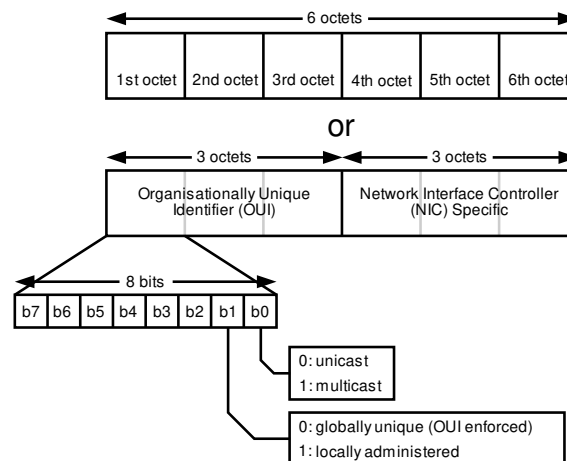 6 octets
1st octet 2nd octet 3rd octet 4th octet 5th octet 6th octet
or
3 octets 3 octets
Organisationally Unique
Identifier (OUI)
Network Interface Controller
(NIC) Specific
8 bits
b7 b6 b5 b4 b3 b2 b1 b0
0: unicast
1: multicast
0: globally unique (OUI enforced)
1: locally administered